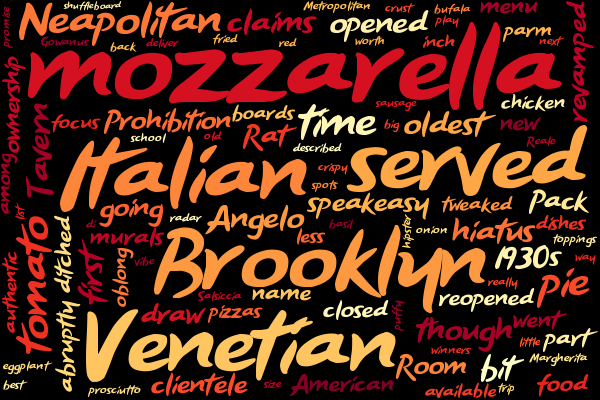 shuffleboard
Neapolitan claims opened menu
Metropolitan crust bufala play
promise Gowanus back deliver fried red worth inch parm next
mozzarella
revamped
ownership
sausage chicken
focus Prohibition boards time big oldest new
school old Rat described Reale
Tavern
among
Italian served
crispy
spots
list going radar Angelo speakeasy tweaked Pack
di murals less basil hipster onion hiatus dishes
toppings
authentic tomato ditched first vibe oblong
Brooklyn 1930s way
Salsiccia name closed puffy reopened really Pie
abruptly draw pizzas
Venetian though went
winners little part
eggplant Room bit Margherita
best prosciutto clientele size American available trip food